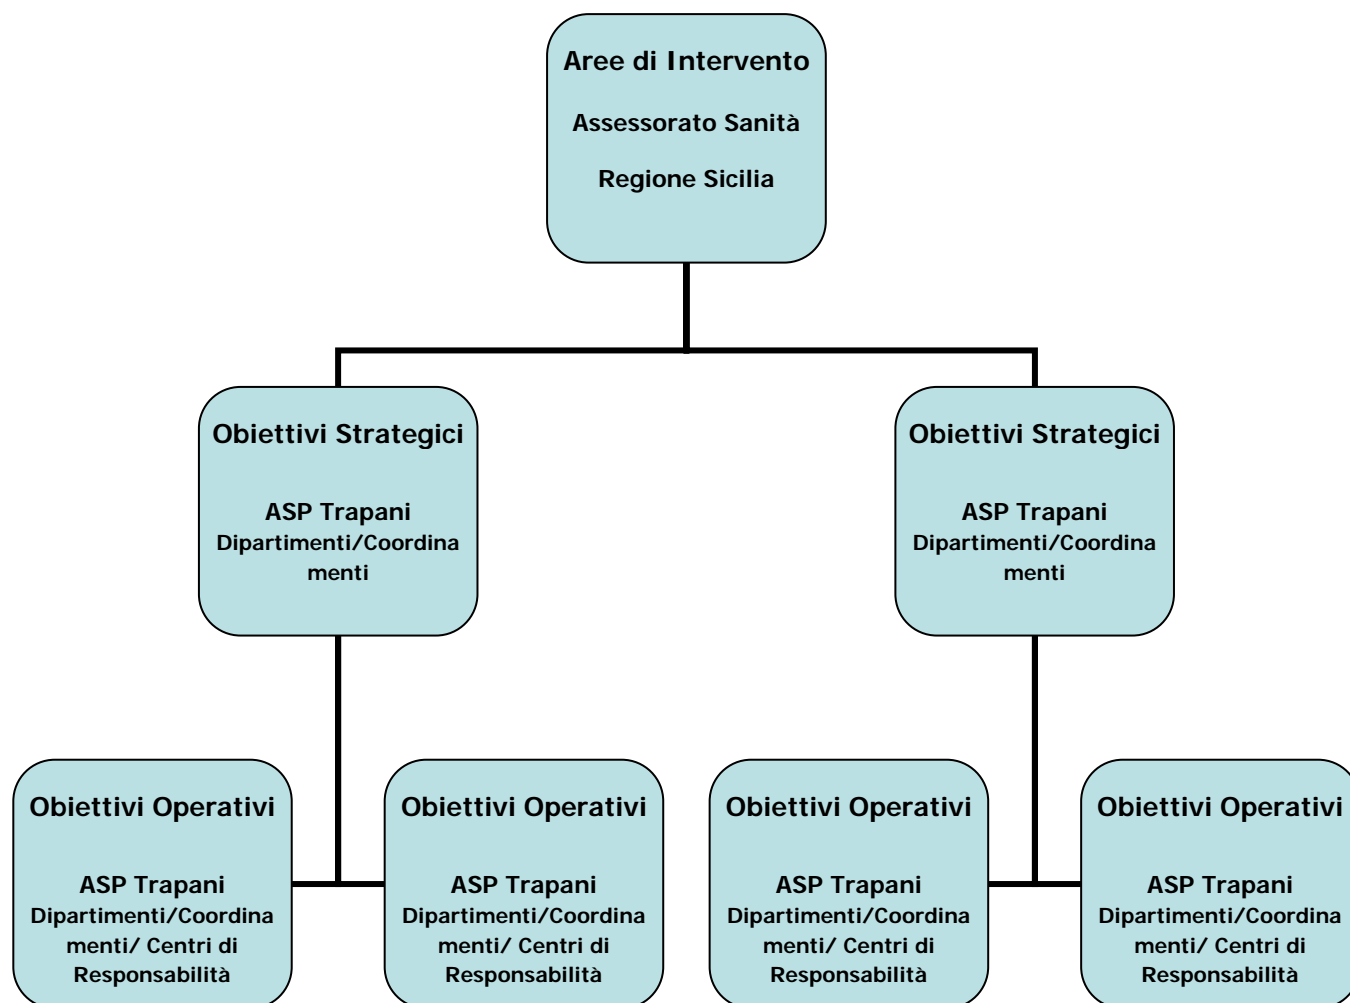 Aree di Intervento
Assessorato Sanità
Regione Sicilia
Obiettivi Strategici
ASP Trapani
Dipartimenti/Coordina
menti
Obiettivi Strategici
ASP Trapani
Dipartimenti/Coordina
menti
Obiettivi Operativi
ASP Trapani
Dipartimenti/Coordina
menti/ Centri di
Responsabilità
Obiettivi Operativi
ASP Trapani
Dipartimenti/Coordina
menti/ Centri di
Responsabilità
Obiettivi Operativi
ASP Trapani
Dipartimenti/Coordina
menti/ Centri di
Responsabilità
Obiettivi Operativi
ASP Trapani
Dipartimenti/Coordina
menti/ Centri di
Responsabilità